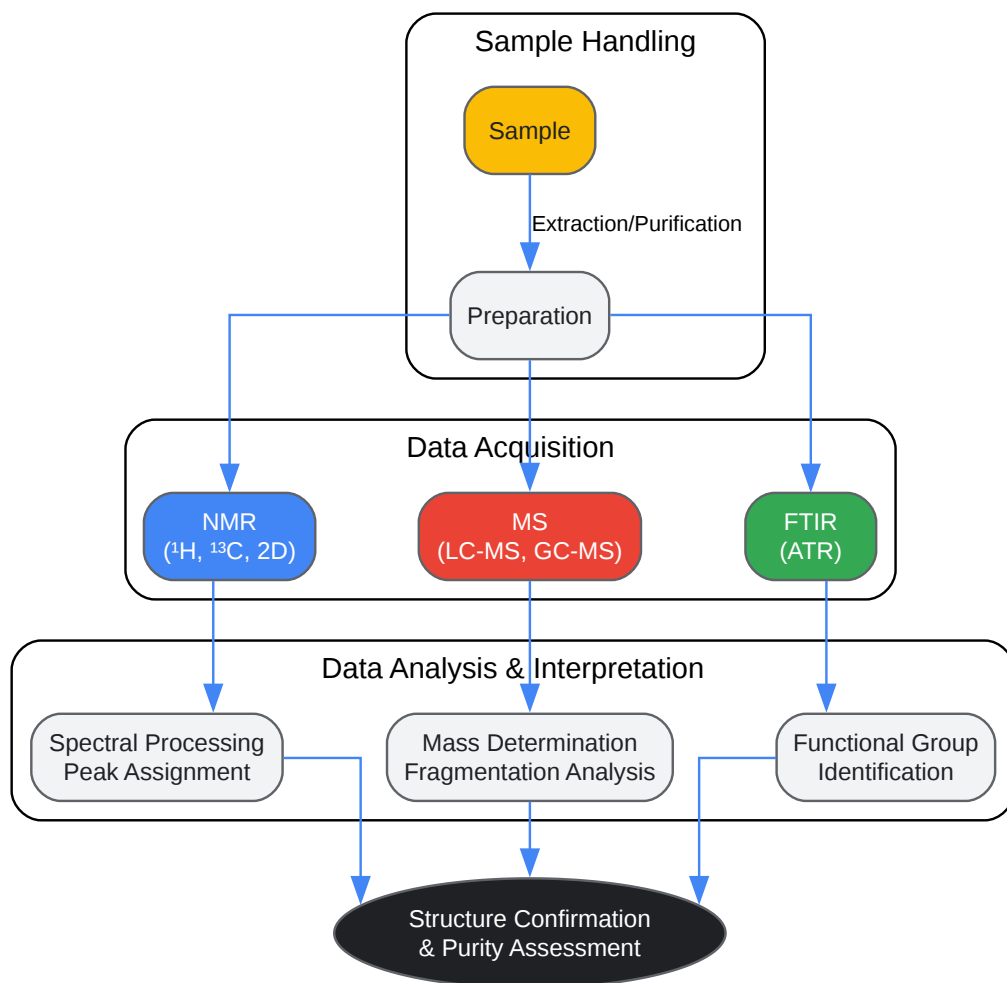 Sample Handling
Sample
Extraction/Purification
Preparation
Data Acquisition
NMR
(¹H, ¹³C, 2D)
MS
(LC-MS, GC-MS)
FTIR
(ATR)
Data Analysis & Interpretation
Spectral Processing
Peak Assignment
Mass Determination
Fragmentation Analysis
Functional Group
Identification
Structure Confirmation
& Purity Assessment